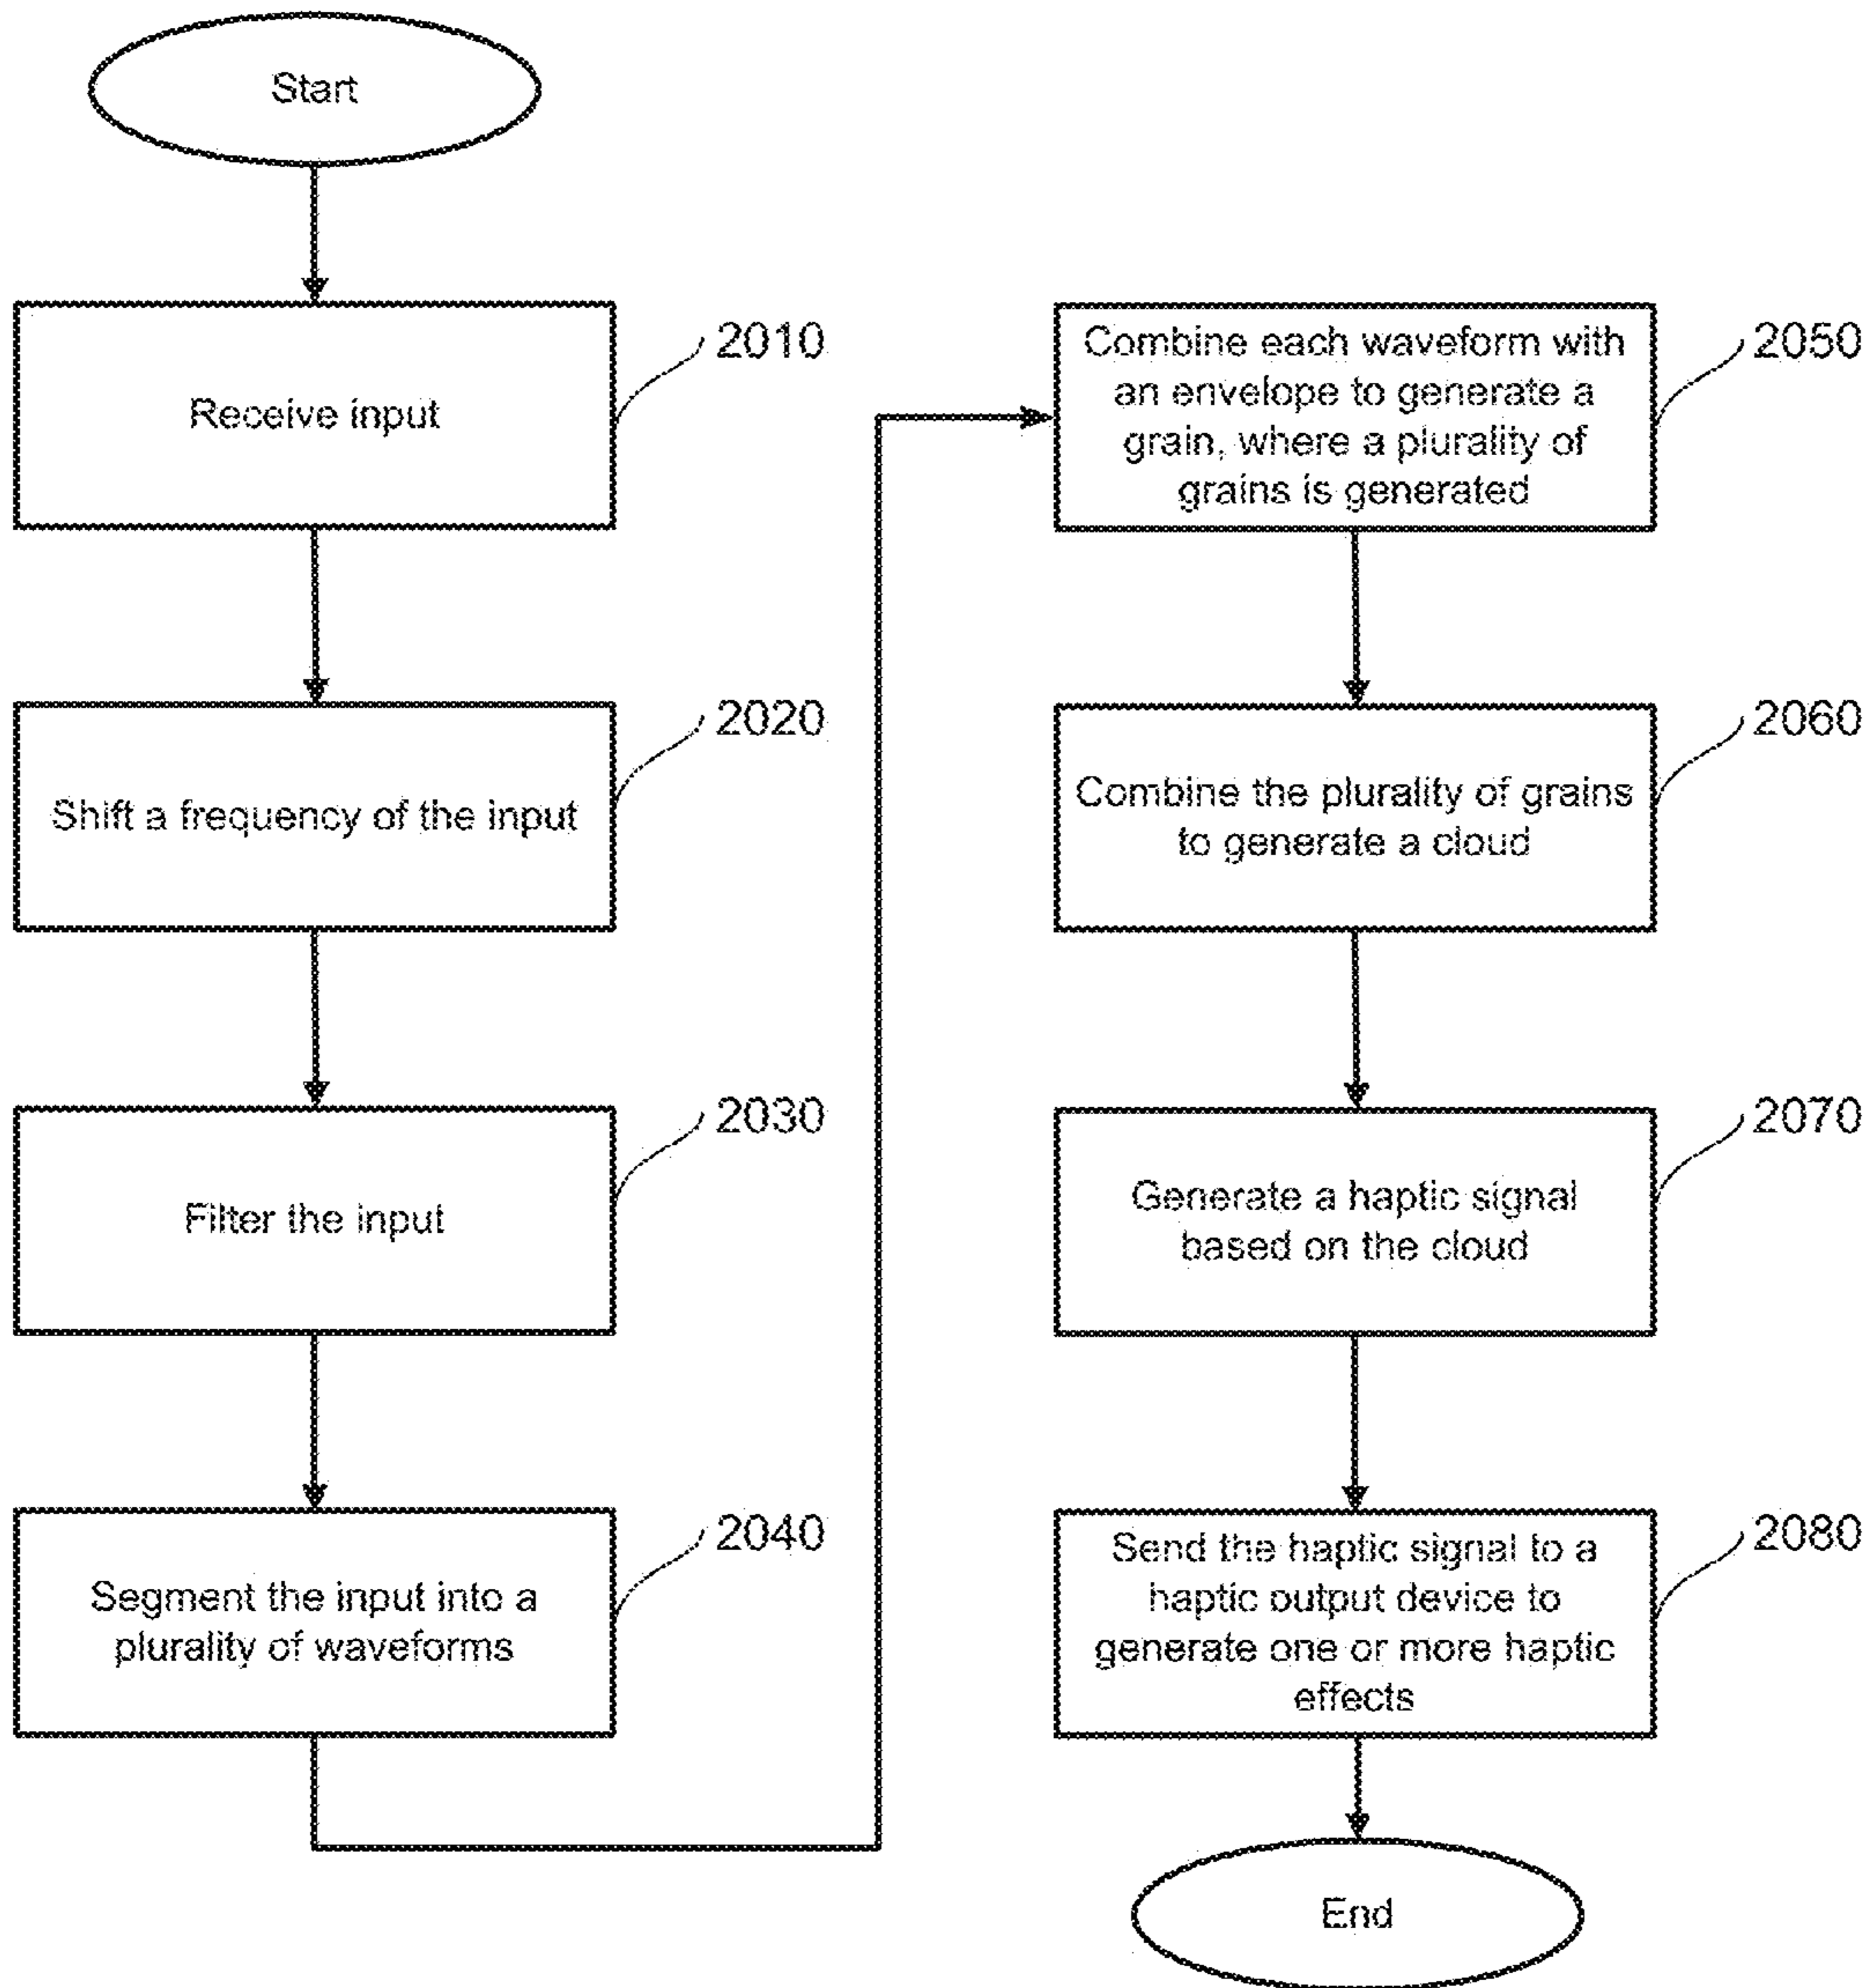 Start
Receive input
2010
Shift a frequency of the input
2020
Filter the input
2030
Segment the input into a
plurality of waveforms
2040
Combine each waveform with
an envelope to generate a
grain, where a plurality of
grains is generated
2050
Combine the plurality of grains
to generate a cloud
2060
Generate a haptic signal
based on the cloud
2070
Send the haptic signal to a
haptic output device to
generate one or more haptic
effects
2080
End